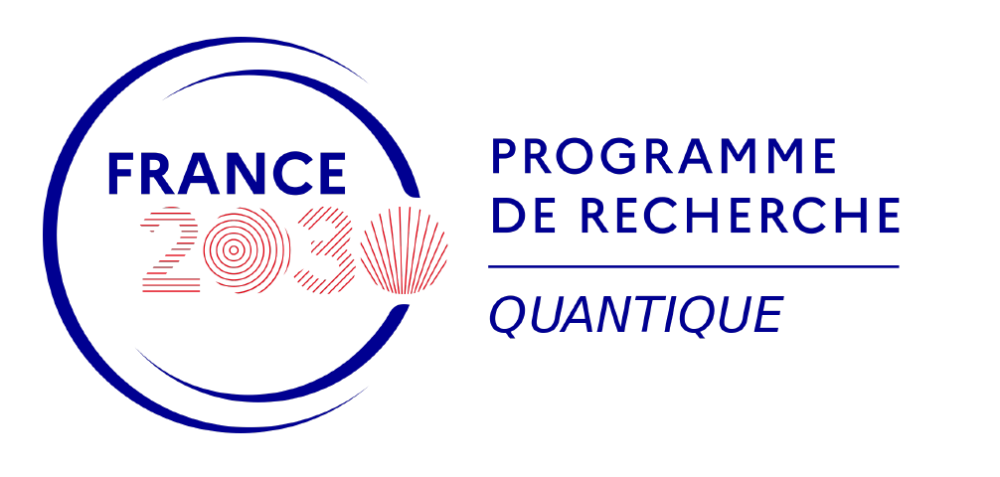 FRANCE
2030
PROGRAMME
DE RECHERCHE
QUANTIQUE